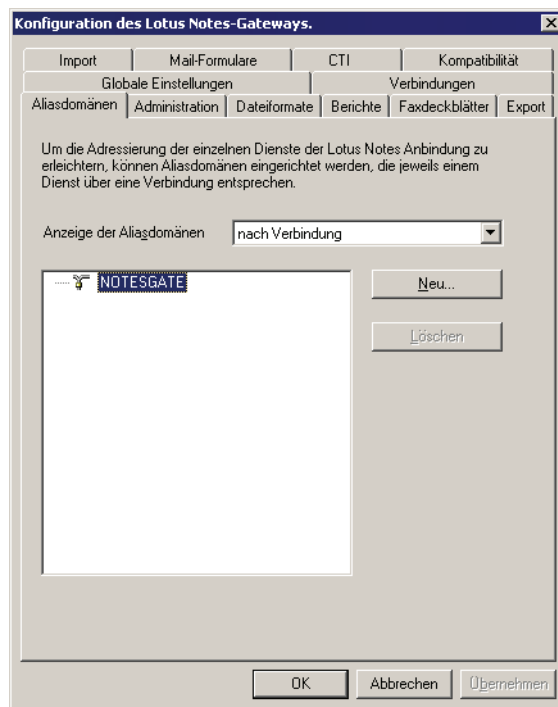 Konfiguration des Lotus Notes-Gateways.
Import Mail-Formulare CTI Kompatibilität
Globale Einstellungen Verbindungen
Aliasdomänen Administration Dateiformate Berichte Faxdeckblätter Export
Um die Adressierung der einzelnen Dienste der Lotus Notes Anbindung zu
erleichtern, können Aliasdomänen eingerichtet werden, die jeweils einem
Dienst über eine Verbindung entsprechen.
Anzeige der Aliasdomänen nach Verbindung
NOTESGATE Neu...
Löschen
OK Abbrechen Übernehmen